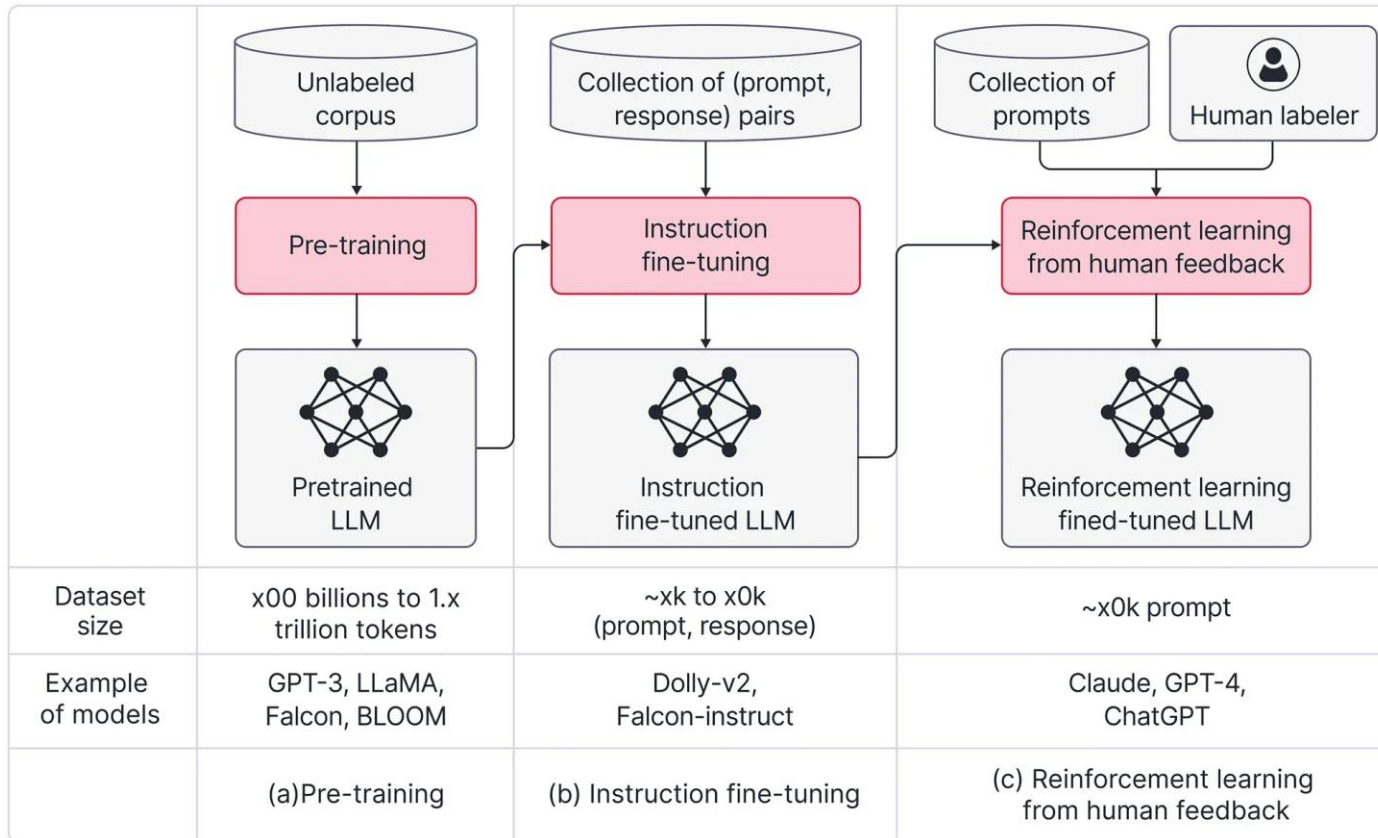 Unlabeled
corpus
Collection of (prompt,
response) pairs
Collection of
prompts
Human labeler
Pre-training
Instruction
fine-tuning
Reinforcement learning
from human feedback
Pretrained
LLM
Instruction
fine-tuned LLM
Reinforcement learning
fined-tuned LLM
Dataset
size
x00 billions to 1.x
trillion tokens
~xk to x0k
(prompt, response)
~x0k prompt
Example
of models
GPT-3, LLaMA,
Falcon, BLOOM
Dolly-v2,
Falcon-instruct
Claude, GPT-4,
ChatGPT
(a)Pre-training
(b) Instruction fine-tuning
(c) Reinforcement learning
from human feedback